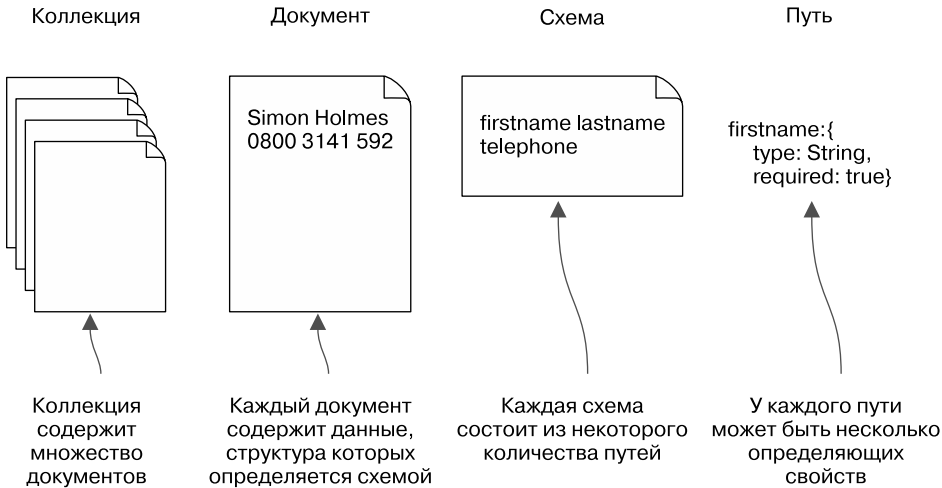 Коллекция
Документ
Схема
Путь
Simon Holmes
0800 3141 592
firstname lastname
telephone
firstname:{
type: String,
required: true}
Коллекция
содержит
множество
документов
Каждый документ
содержит данные,
структура которых
определяется схемой
Каждая схема
состоит из некоторого
количества путей
У каждого пути
может быть несколько
определяющих
свойств